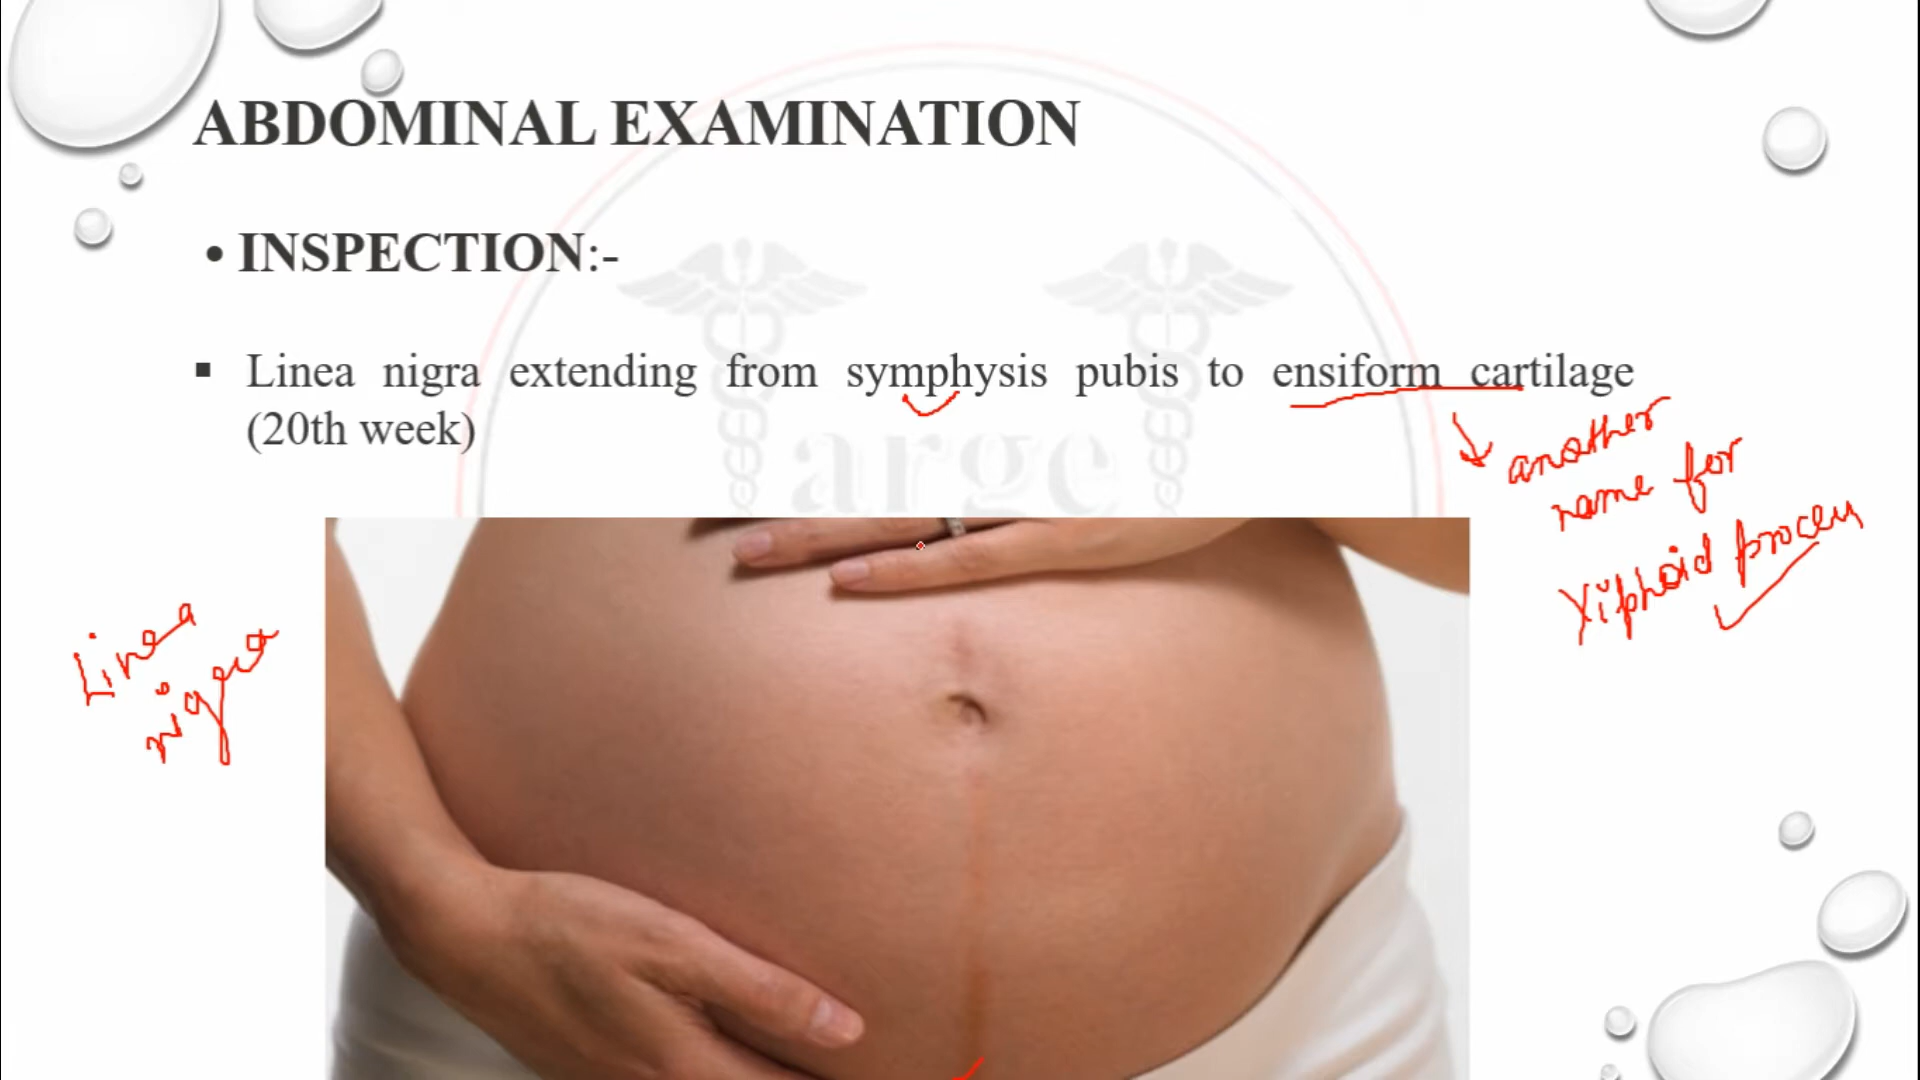 ABDOMINAL EXAMINATION
• INSPECTION:-
▪ Linea nigra extending from symphysis pubis to ensiform cartilage
(20th week)
another
name for
Xiphoid process
Linea
nigra
arge